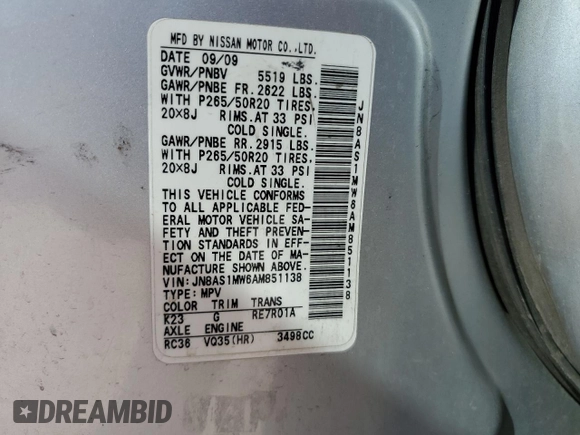 MFD BY NISSAN MOTOR CO.,LTD.
DATE 09/09
GVWR/PNBV 5519 LBS.
GAWR/PNBE FR.2622 LBS.
WITH P265/50R20 TIRES,
20×8J RIMS.AT 33 PSI
COLD SINGLE.
GAWR/PNBE RR.2915 LBS.
WITH P265/50R20 TIRES,
20×8J RIMS.AT 33 PSI
COLD SINGLE.
THIS VEHICLE CONFORMS
TO ALL APPLICABLE FED-
ERAL MOTOR VEHICLE SA-
FETY AND THEFT PREVEN-
TION STANDARDS IN EFF-
ECT ON THE DATE OF MA-
NUFACTURE SHOWN ABOVE.
VIN:JN8AS1MW6AM851138
TYPE:MPV
COLOR TRIM TRANS
K23 G RE7R01A
AXLE ENGINE
RC36 VQ35(HR) 3498CC
JN8AS1MW6AM851138
DREAMBID